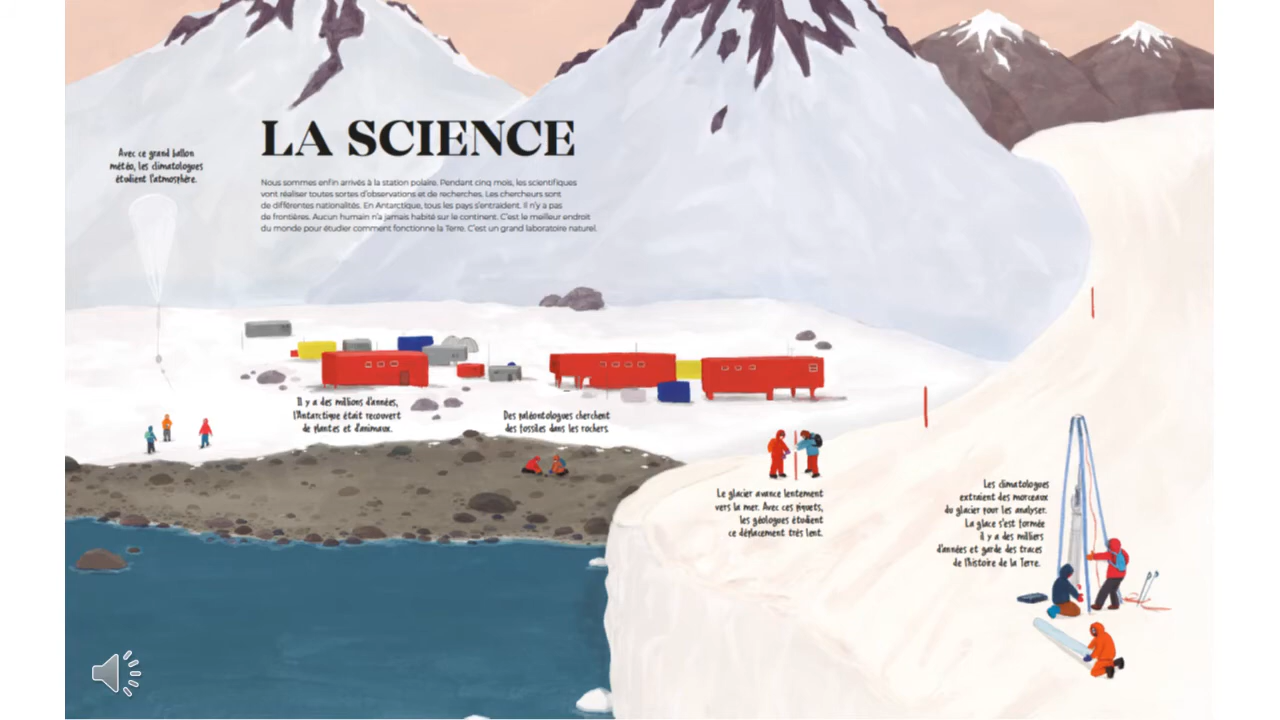 LA SCIENCE
Nous sommes enfin arrivés à la station polaire. Pendant cinq mois, les scientifiques
vont réaliser toutes sortes d'observations et de recherches. Les chercheurs sont
de différentes nationalités. En Antarctique, tous les pays s'entraident. Il n'y a pas
de frontières. Aucun humain n'a jamais habité sur le continent. C'est le meilleur endroit
du monde pour étudier comment fonctionne la Terre. C'est un grand laboratoire naturel.
Avec ce grand ballon
météo, les climatologues
étudient l'atmosphère.
Il y a des millions d'années,
l'Antarctique était recouvert
de plantes et d'animaux.
Des paléontologues cherchent
des fossiles dans les rochers.
Le glacier avance lentement
vers la mer. Avec ces piquets,
les géologues étudient
ce déplacement très lent.
Les climatologues
extraient des morceaux
du glacier pour les analyser.
La glace s'est formée
il y a des milliers
d'années et garde des traces
de l'histoire de la Terre.